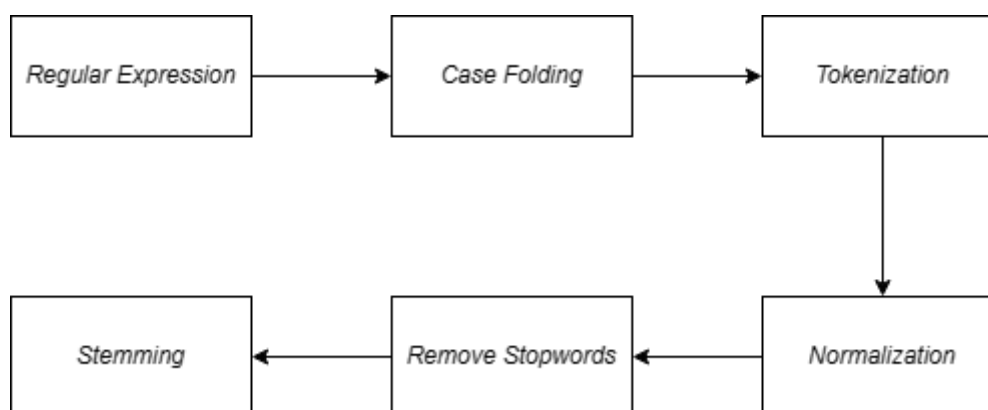 Regular Expression
Case Folding
Tokenization
Normalization
Remove Stopwords
Stemming